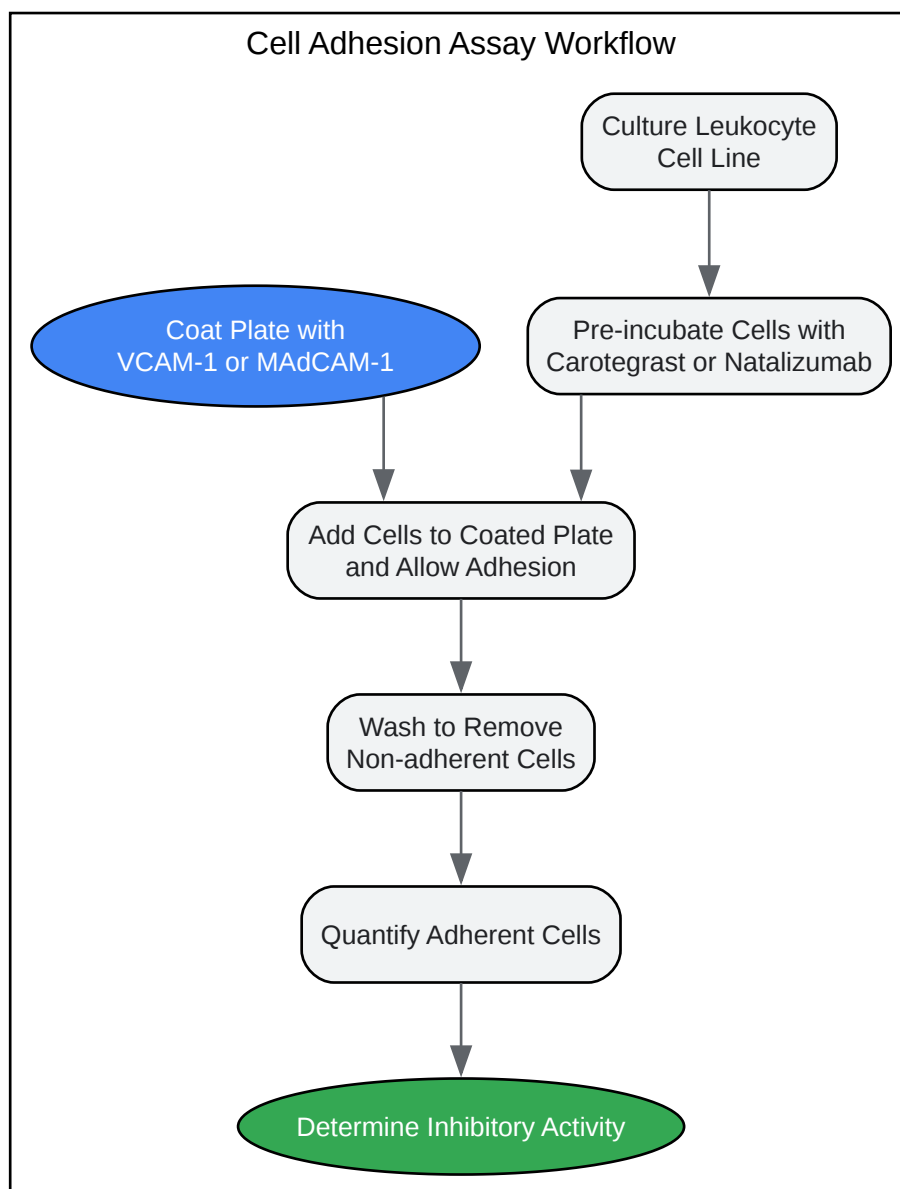 Cell Adhesion Assay Workflow
Culture Leukocyte
Cell Line
Coat Plate with
VCAM-1 or MAdCAM-1
Pre-incubate Cells with
Carotegrast or Natalizumab
Add Cells to Coated Plate
and Allow Adhesion
Wash to Remove
Non-adherent Cells
Quantify Adherent Cells
Determine Inhibitory Activity